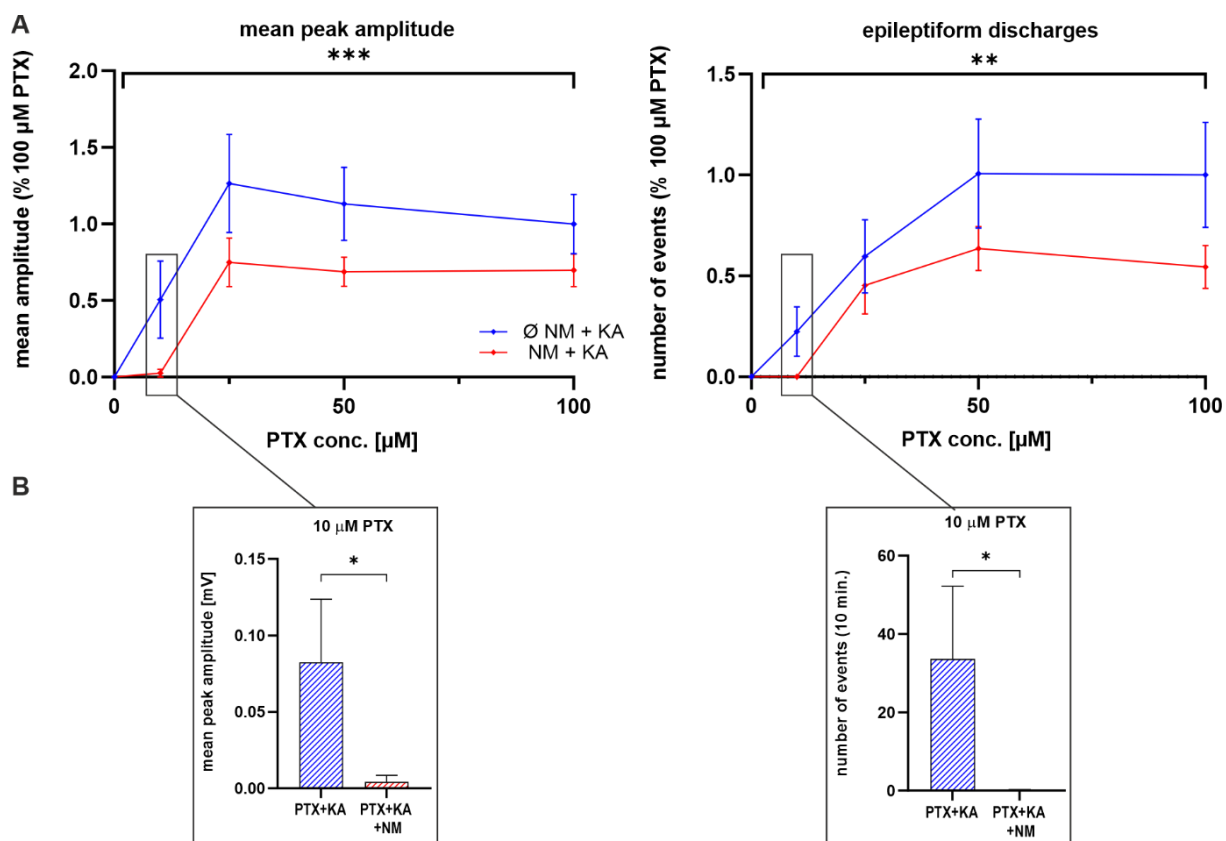 A
mean peak amplitude
***
mean amplitude (% 100 µM PTX)
2.0
1.5
1.0
0.5
0.0
0
50
100
PTX conc. [µM]
Ø NM + KA
NM + KA
epileptiform discharges
**
number of events (% 100 µM PTX)
1.5
1.0
0.5
0.0
0
50
100
PTX conc. [µM]
B
10 µM PTX
*
mean peak amplitude [mV]
0.15
0.10
0.05
0.00
PTX+KA
PTX+KA
+NM
10 µM PTX
*
number of events (10 min.)
60
40
20
0
PTX+KA
PTX+KA
+NM